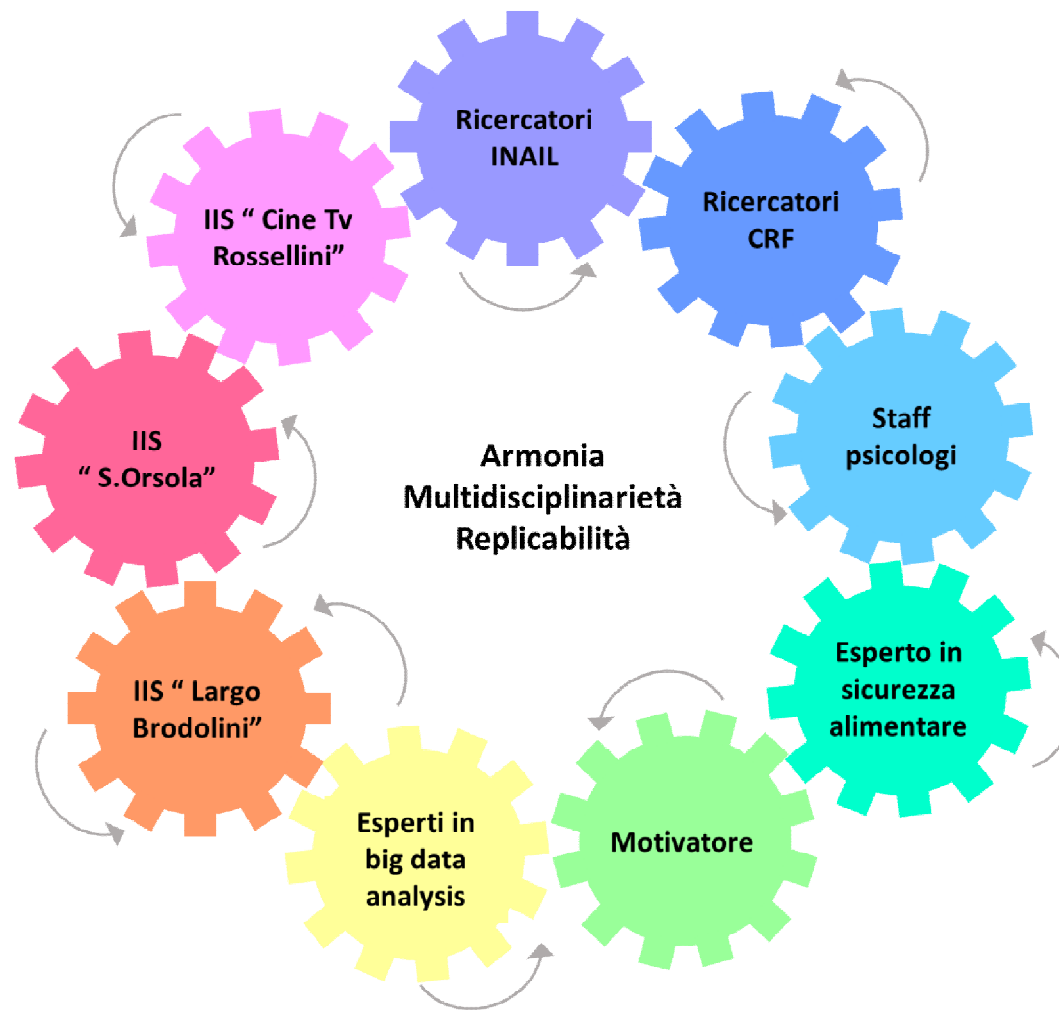 Ricercatori
INAIL
Ricercatori
CRF
IIS “ Cine Tv
Rossellini”
Staff
psicologi
IIS
“ S.Orsola”
Armonia
Multidisciplinarietà
Replicabilità
Esperto in
sicurezza
alimentare
IIS “ Largo
Brodolini”
Motivatore
Esperti in
big data
analysis